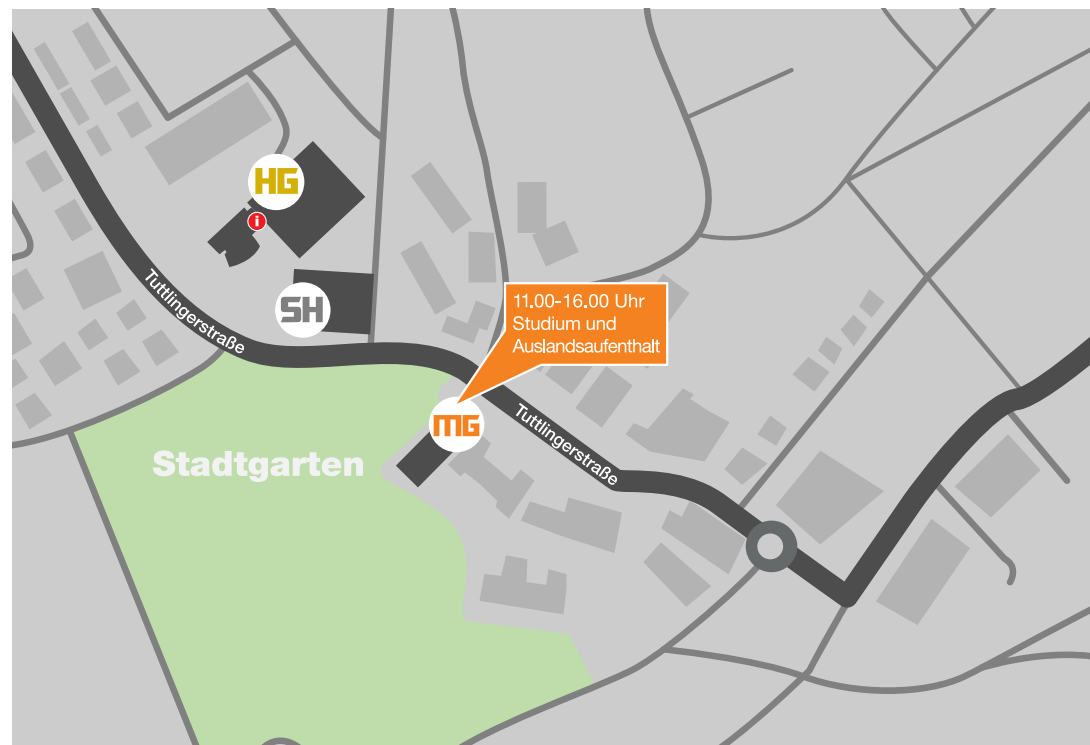 HG
i
Tuttlingerstraße
SH
11.00-16.00 Uhr
Studium und
Auslandsaufenthalt
MG
Tuttlingerstraße
Stadtgarten